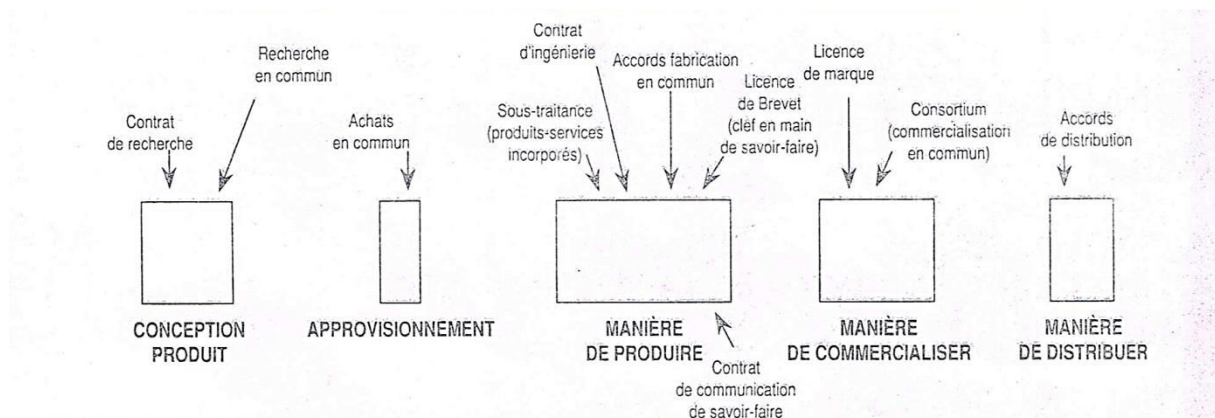 Contrat
de recherche
Recherche
en commun
Achats
en commun
Sous-traitance
(produits-services
incorporés)
Contrat
d'ingénierie
Accords fabrication
en commun
Licence
de Brevet
(clef en main
de savoir-faire)
Licence
de marque
Consortium
(commercialisation
en commun)
Accords
de distribution
CONCEPTION
PRODUIT
APPROVISIONNEMENT
MANIÈRE
DE PRODUIRE
Contrat
de communication
de savoir-faire
MANIÈRE
DE COMMERCIALISER
MANIÈRE
DE DISTRIBUER